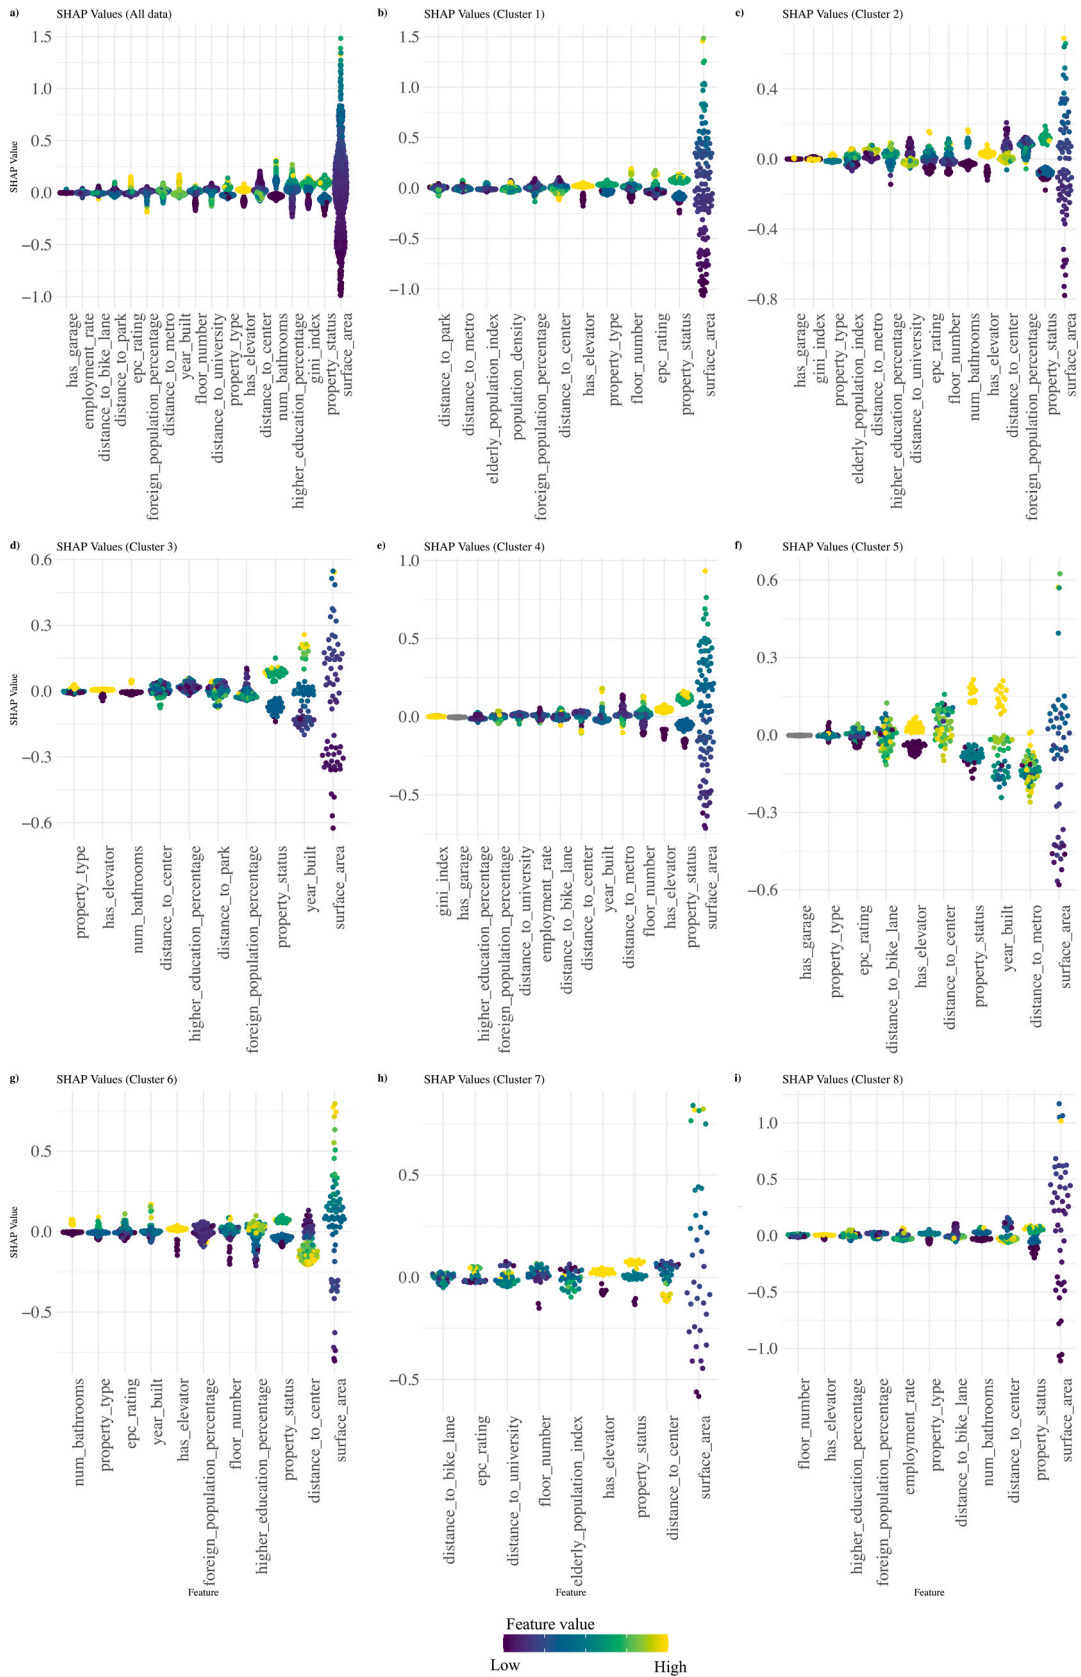 a)
SHAP Values (All data)
SHAP Value
1.5
1.0
0.5
0.0
−0.5
−1.0
has_garage
employment_rate
distance_to_bike_lane
distance_to_park
epc_rating
foreign_population_percentage
distance_to_metro
year_built
floor_number
distance_to_university
property_type
has_elevator
distance_to_center
num_bathrooms
higher_education_percentage
gini_index
property_status
surface_area
b)
SHAP Values (Cluster 1)
1.5
1.0
0.5
0.0
−0.5
−1.0
distance_to_park
distance_to_metro
elderly_population_index
population_density
foreign_population_percentage
distance_to_center
has_elevator
property_type
floor_number
epc_rating
property_status
surface_area
c)
SHAP Values (Cluster 2)
0.4
0.0
−0.4
−0.8
has_garage
gini_index
property_type
elderly_population_index
distance_to_metro
higher_education_percentage
distance_to_university
epc_rating
floor_number
num_bathrooms
has_elevator
distance_to_center
foreign_population_percentage
property_status
surface_area
d)
SHAP Values (Cluster 3)
SHAP Value
0.6
0.3
0.0
−0.3
−0.6
property_type
has_elevator
num_bathrooms
distance_to_center
higher_education_percentage
distance_to_park
foreign_population_percentage
property_status
year_built
surface_area
e)
SHAP Values (Cluster 4)
1.0
0.5
0.0
−0.5
gini_index
has_garage
higher_education_percentage
foreign_population_percentage
distance_to_university
employment_rate
distance_to_bike_lane
distance_to_center
year_built
distance_to_metro
floor_number
has_elevator
property_status
surface_area
f)
SHAP Values (Cluster 5)
0.6
0.3
0.0
−0.3
−0.6
has_garage
property_type
epc_rating
distance_to_bike_lane
has_elevator
distance_to_center
property_status
year_built
distance_to_metro
surface_area
g)
SHAP Values (Cluster 6)
SHAP Value
0.5
0.0
−0.5
num_bathrooms
property_type
epc_rating
year_built
has_elevator
foreign_population_percentage
floor_number
higher_education_percentage
property_status
distance_to_center
surface_area
Feature
h)
SHAP Values (Cluster 7)
0.5
0.0
−0.5
distance_to_bike_lane
epc_rating
distance_to_university
floor_number
elderly_population_index
has_elevator
property_status
distance_to_center
surface_area
Feature
i)
SHAP Values (Cluster 8)
1.0
0.5
0.0
−0.5
−1.0
floor_number
has_elevator
higher_education_percentage
foreign_population_percentage
employment_rate
property_type
distance_to_bike_lane
num_bathrooms
distance_to_center
property_status
surface_area
Feature
Feature value
Low
High